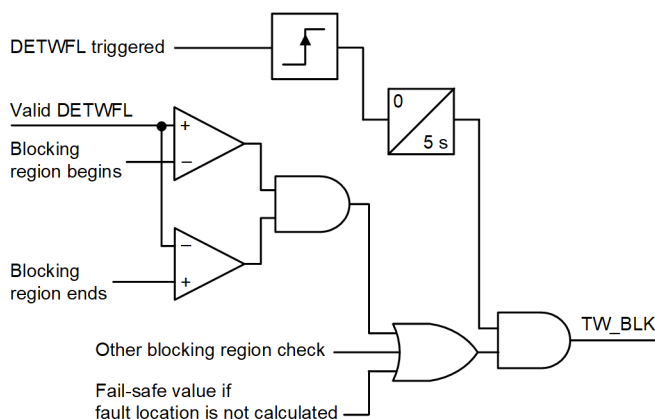 DETWFL triggered
0
5 s
Valid DETWFL
+
−
Blocking
region begins
−
+
Blocking
region ends
TW_BLK
Other blocking region check
Fail-safe value if
fault location is not calculated